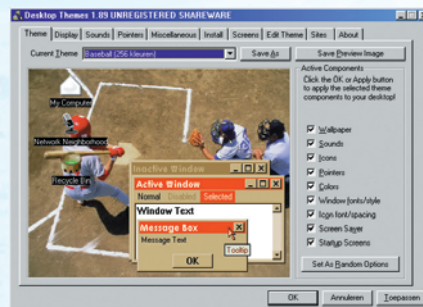 Desktop Themes 1.89 UNREGISTERED SHAREWARE
Theme Display Sounds Pointers Miscellaneous Install Screens Edit Theme Sites About
Current Theme Baseball (256 kleuren) Save As Save Preview Image
Active Components
Click the OK or Apply button
to apply the selected theme
components to your desktop!
My Computer
Network Neighborhood
Recycle Bin
Inactive Window
Active Window
Normal Disabled Selected
Window Text
Message Box
Message Text
Tooltip
OK
Wallpaper
Sounds
Icons
Pointers
Colors
Window fonts/style
Icon font/spacing
Screen Saver
Startup Screens
Set As Random Options
OK Annuleren Toepassen